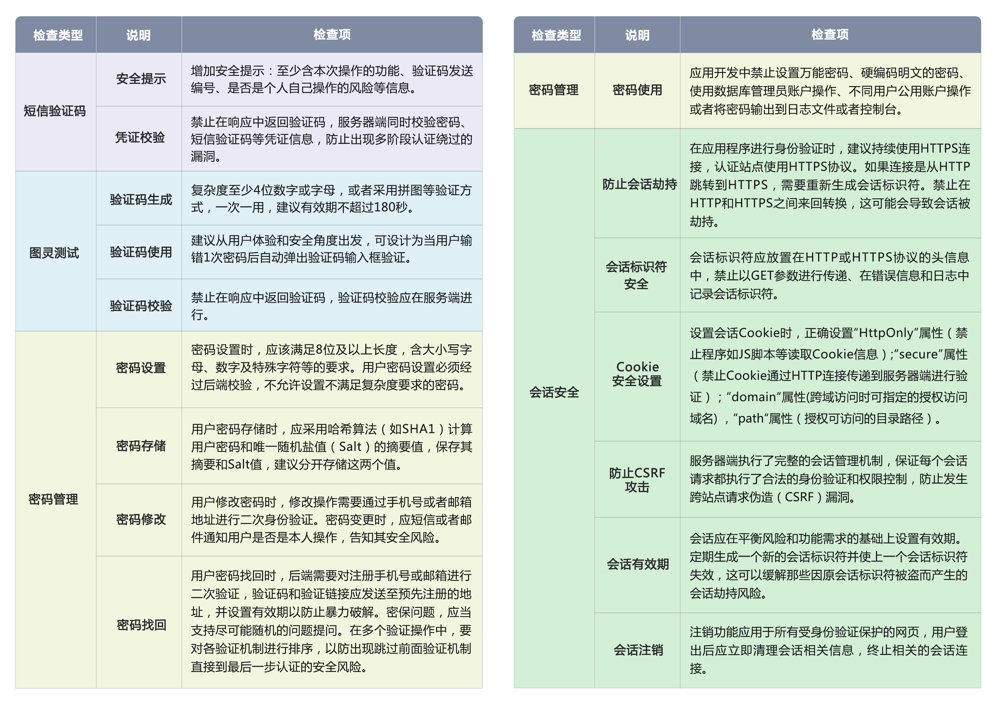 检查类型
说明
检查项
短信验证码
安全提示
增加安全提示：至少含本次操作的功能、验证码发送
编号、是否是个人自己操作的风险等信息。
凭证校验
禁止在响应中返回验证码，服务器端同时校验密码、
短信验证码等凭证信息，防止出现多阶段认证绕过的
漏洞。
图灵测试
验证码生成
复杂度至少4位数字或字母，或者采用拼图等验证方
式，一次一用，建议有效期不超过180秒。
验证码使用
建议从用户体验和安全角度出发，可设计为当用户输
错1次密码后自动弹出验证码输入框验证。
验证码校验
禁止在响应中返回验证码，验证码校验应在服务端进
行。
密码管理
密码设置
密码设置时，应该满足8位及以上长度，含大小写字
母、数字及特殊字符等的要求。用户密码设置必须经
过后端校验，不允许设置不满足复杂度要求的密码。
密码存储
用户密码存储时，应采用哈希算法（如SHA1）计算
用户密码和唯一随机盐值（Salt）的摘要值，保存其
摘要和Salt值，建议分开存储这两个值。
密码修改
用户修改密码时，修改操作需要通过手机号或者邮箱
地址进行二次身份验证。密码变更时，应短信或者邮
件通知用户是否是本人操作，告知其安全风险。
密码找回
用户密码找回时，后端需要对注册手机号或邮箱进行
二次验证，验证码和验证链接应发送至预先注册的地
址，并设置有效期以防止暴力破解。密保问题，应当
支持尽可能随机的问题提问。在多个验证操作中，要
对各验证机制进行排序，以防出现跳过前面验证机制
直接到最后一步认证的安全风险。
检查类型
说明
检查项
密码管理
密码使用
应用开发中禁止设置万能密码、硬编码明文的密码、
使用数据库管理员账户操作、不同用户公用账户操作
或者将密码输出到日志文件或者控制台。
会话安全
防止会话劫持
在应用程序进行身份验证时，建议持续使用HTTPS连
接，认证站点使用HTTPS协议。如果连接是从HTTP
跳转到HTTPS，需要重新生成会话标识符。禁止在
HTTP和HTTPS之间来回转换，这可能会导致会话被
劫持。
会话标识符
安全
会话标识符应放置在HTTP或HTTPS协议的头信息
中，禁止以GET参数进行传递、在错误信息和日志中
记录会话标识符。
Cookie
安全设置
设置会话Cookie时，正确设置“HttpOnly”属性（禁
止程序如JS脚本等读取Cookie信息）;“secure”属性
（禁止Cookie通过HTTP连接传递到服务器端进行验
证）；“domain“属性(跨域访问时可指定的授权访问
域名)，“path“属性（授权可访问的目录路径）。
防止CSRF
攻击
服务器端执行了完整的会话管理机制，保证每个会话
请求都执行了合法的身份验证和权限控制，防止发生
跨站点请求伪造（CSRF）漏洞。
会话有效期
会话应在平衡风险和功能需求的基础上设置有效期。
定期生成一个新的会话标识符并使上一个会话标识符
失效，这可以缓解那些因原会话标识符被盗而产生的
会话劫持风险。
会话注销
注销功能应用于所有受身份验证保护的网页，用户登
出后应立即清理会话相关信息，终止相关的会话连
接。